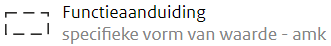 Functieaanduiding
specifieke vorm van waarde - amk